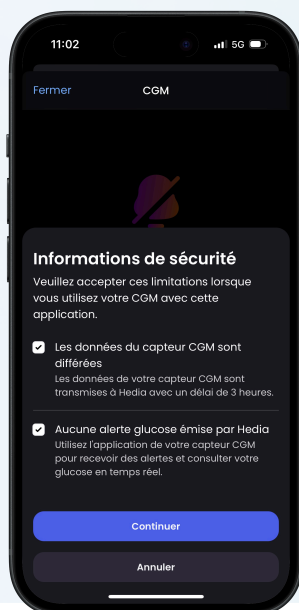 11:02
5G
Fermer
CGM
Informations de sécurité
Veuillez accepter ces limitations lorsque
vous utilisez votre CGM avec cette
application.
Les données du capteur CGM sont
différées
Les données de votre capteur CGM sont
transmises à Hedia avec un délai de 3 heures.
Aucune alerte glucose émise par Hedia
Utilisez l'application de votre capteur CGM
pour recevoir des alertes et consulter votre
glucose en temps réel.
Continuer
Annuler